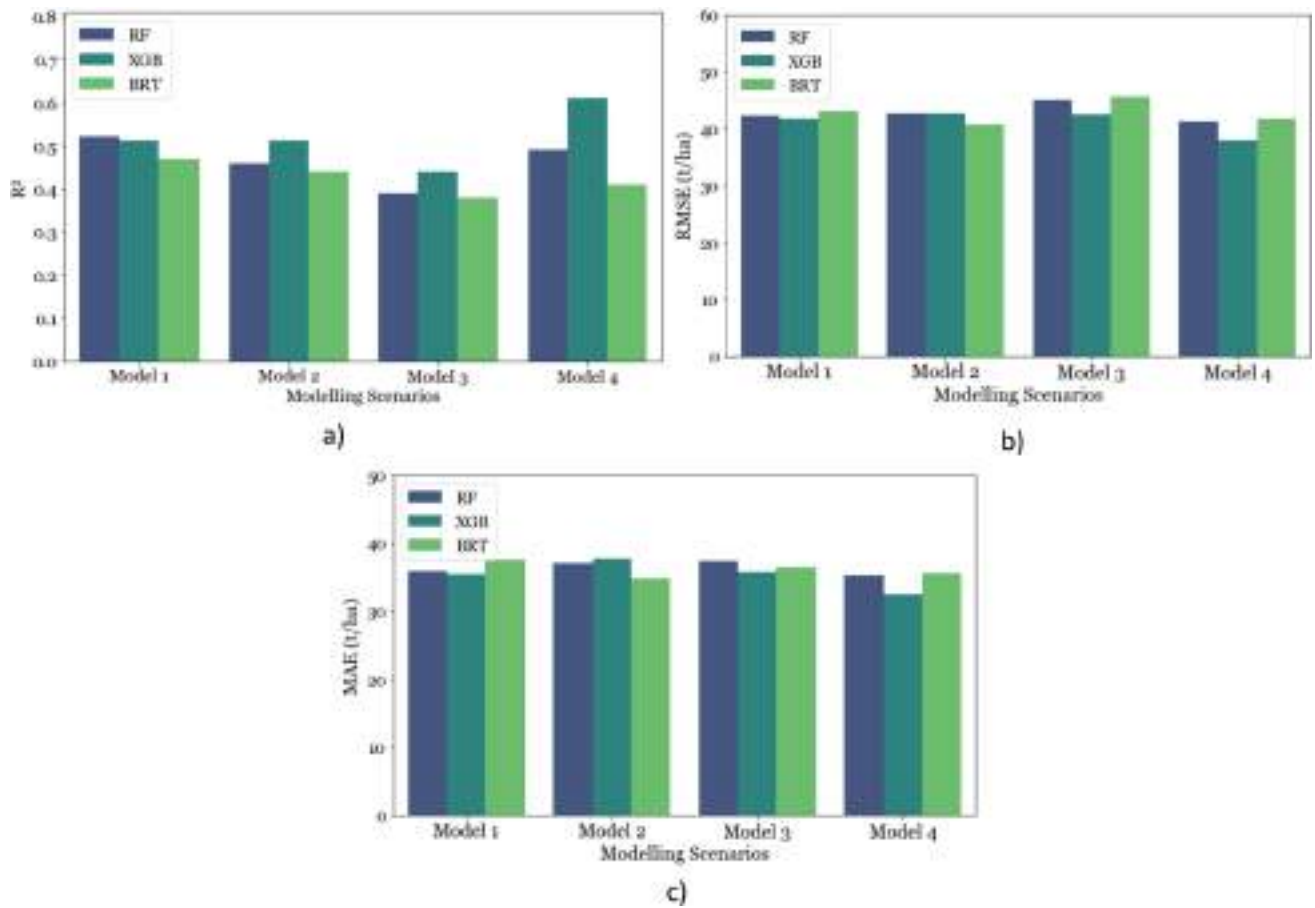 0.8
0.7
0.6
0.5
0.4
0.3
0.2
0.1
0.0
R²
RF
XGB
BRT
Model 1 Model 2 Model 3 Model 4
Modelling Scenarios
a)
60
50
40
30
20
10
0
RMSE (t/ha)
RF
XGB
BRT
Model 1 Model 2 Model 3 Model 4
Modelling Scenarios
b)
50
40
30
20
10
0
MAE (t/ha)
RF
XGB
BRT
Model 1 Model 2 Model 3 Model 4
Modelling Scenarios
c)